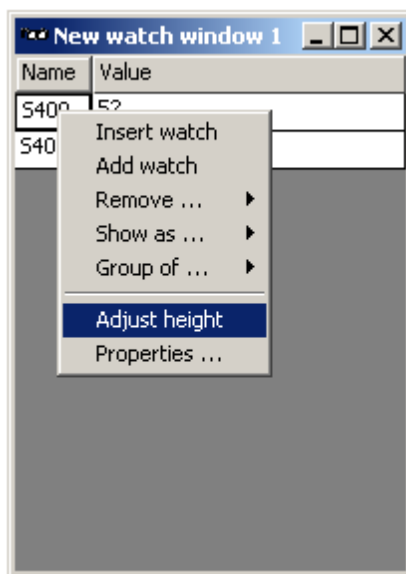 New watch window 1
Name Value
S400 52
S40
Insert watch
Add watch
Remove ...
Show as ...
Group of ...
Adjust height
Properties ...